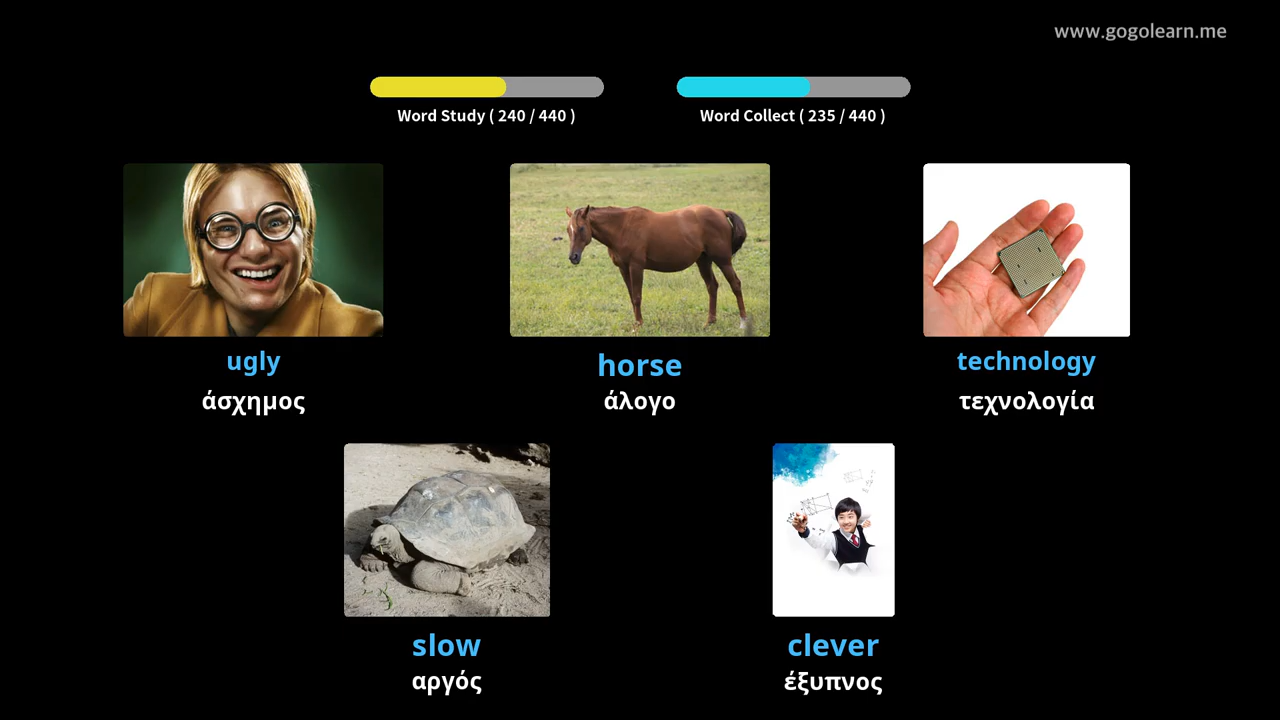 www.gogolearn.me
Word Study ( 240 / 440 )
Word Collect ( 235 / 440 )
ugly
άσχημος
horse
άλογο
technology
τεχνολογία
slow
αργός
clever
έξυπνος